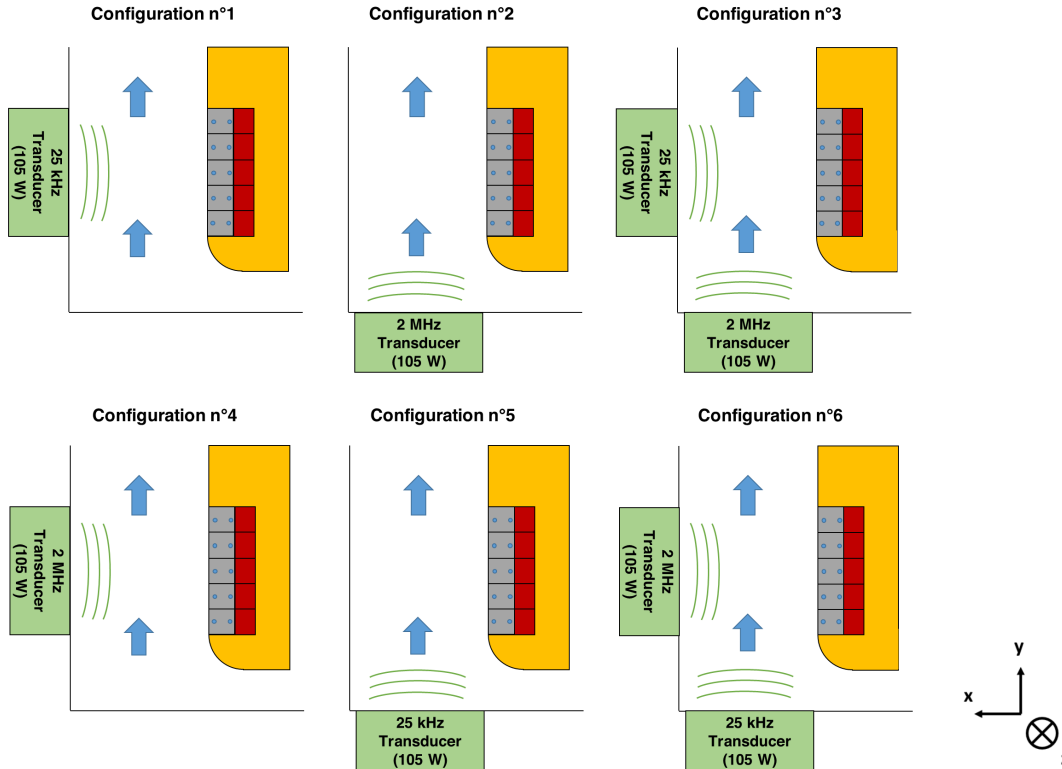 Configuration n°1
Configuration n°2
Configuration n°3
25 kHz
Transducer
(105 W)
25 kHz
Transducer
(105 W)
2 MHz
Transducer
(105 W)
2 MHz
Transducer
(105 W)
Configuration n°4
Configuration n°5
Configuration n°6
2 MHz
Transducer
(105 W)
2 MHz
Transducer
(105 W)
25 kHz
Transducer
(105 W)
25 kHz
Transducer
(105 W)
y
x